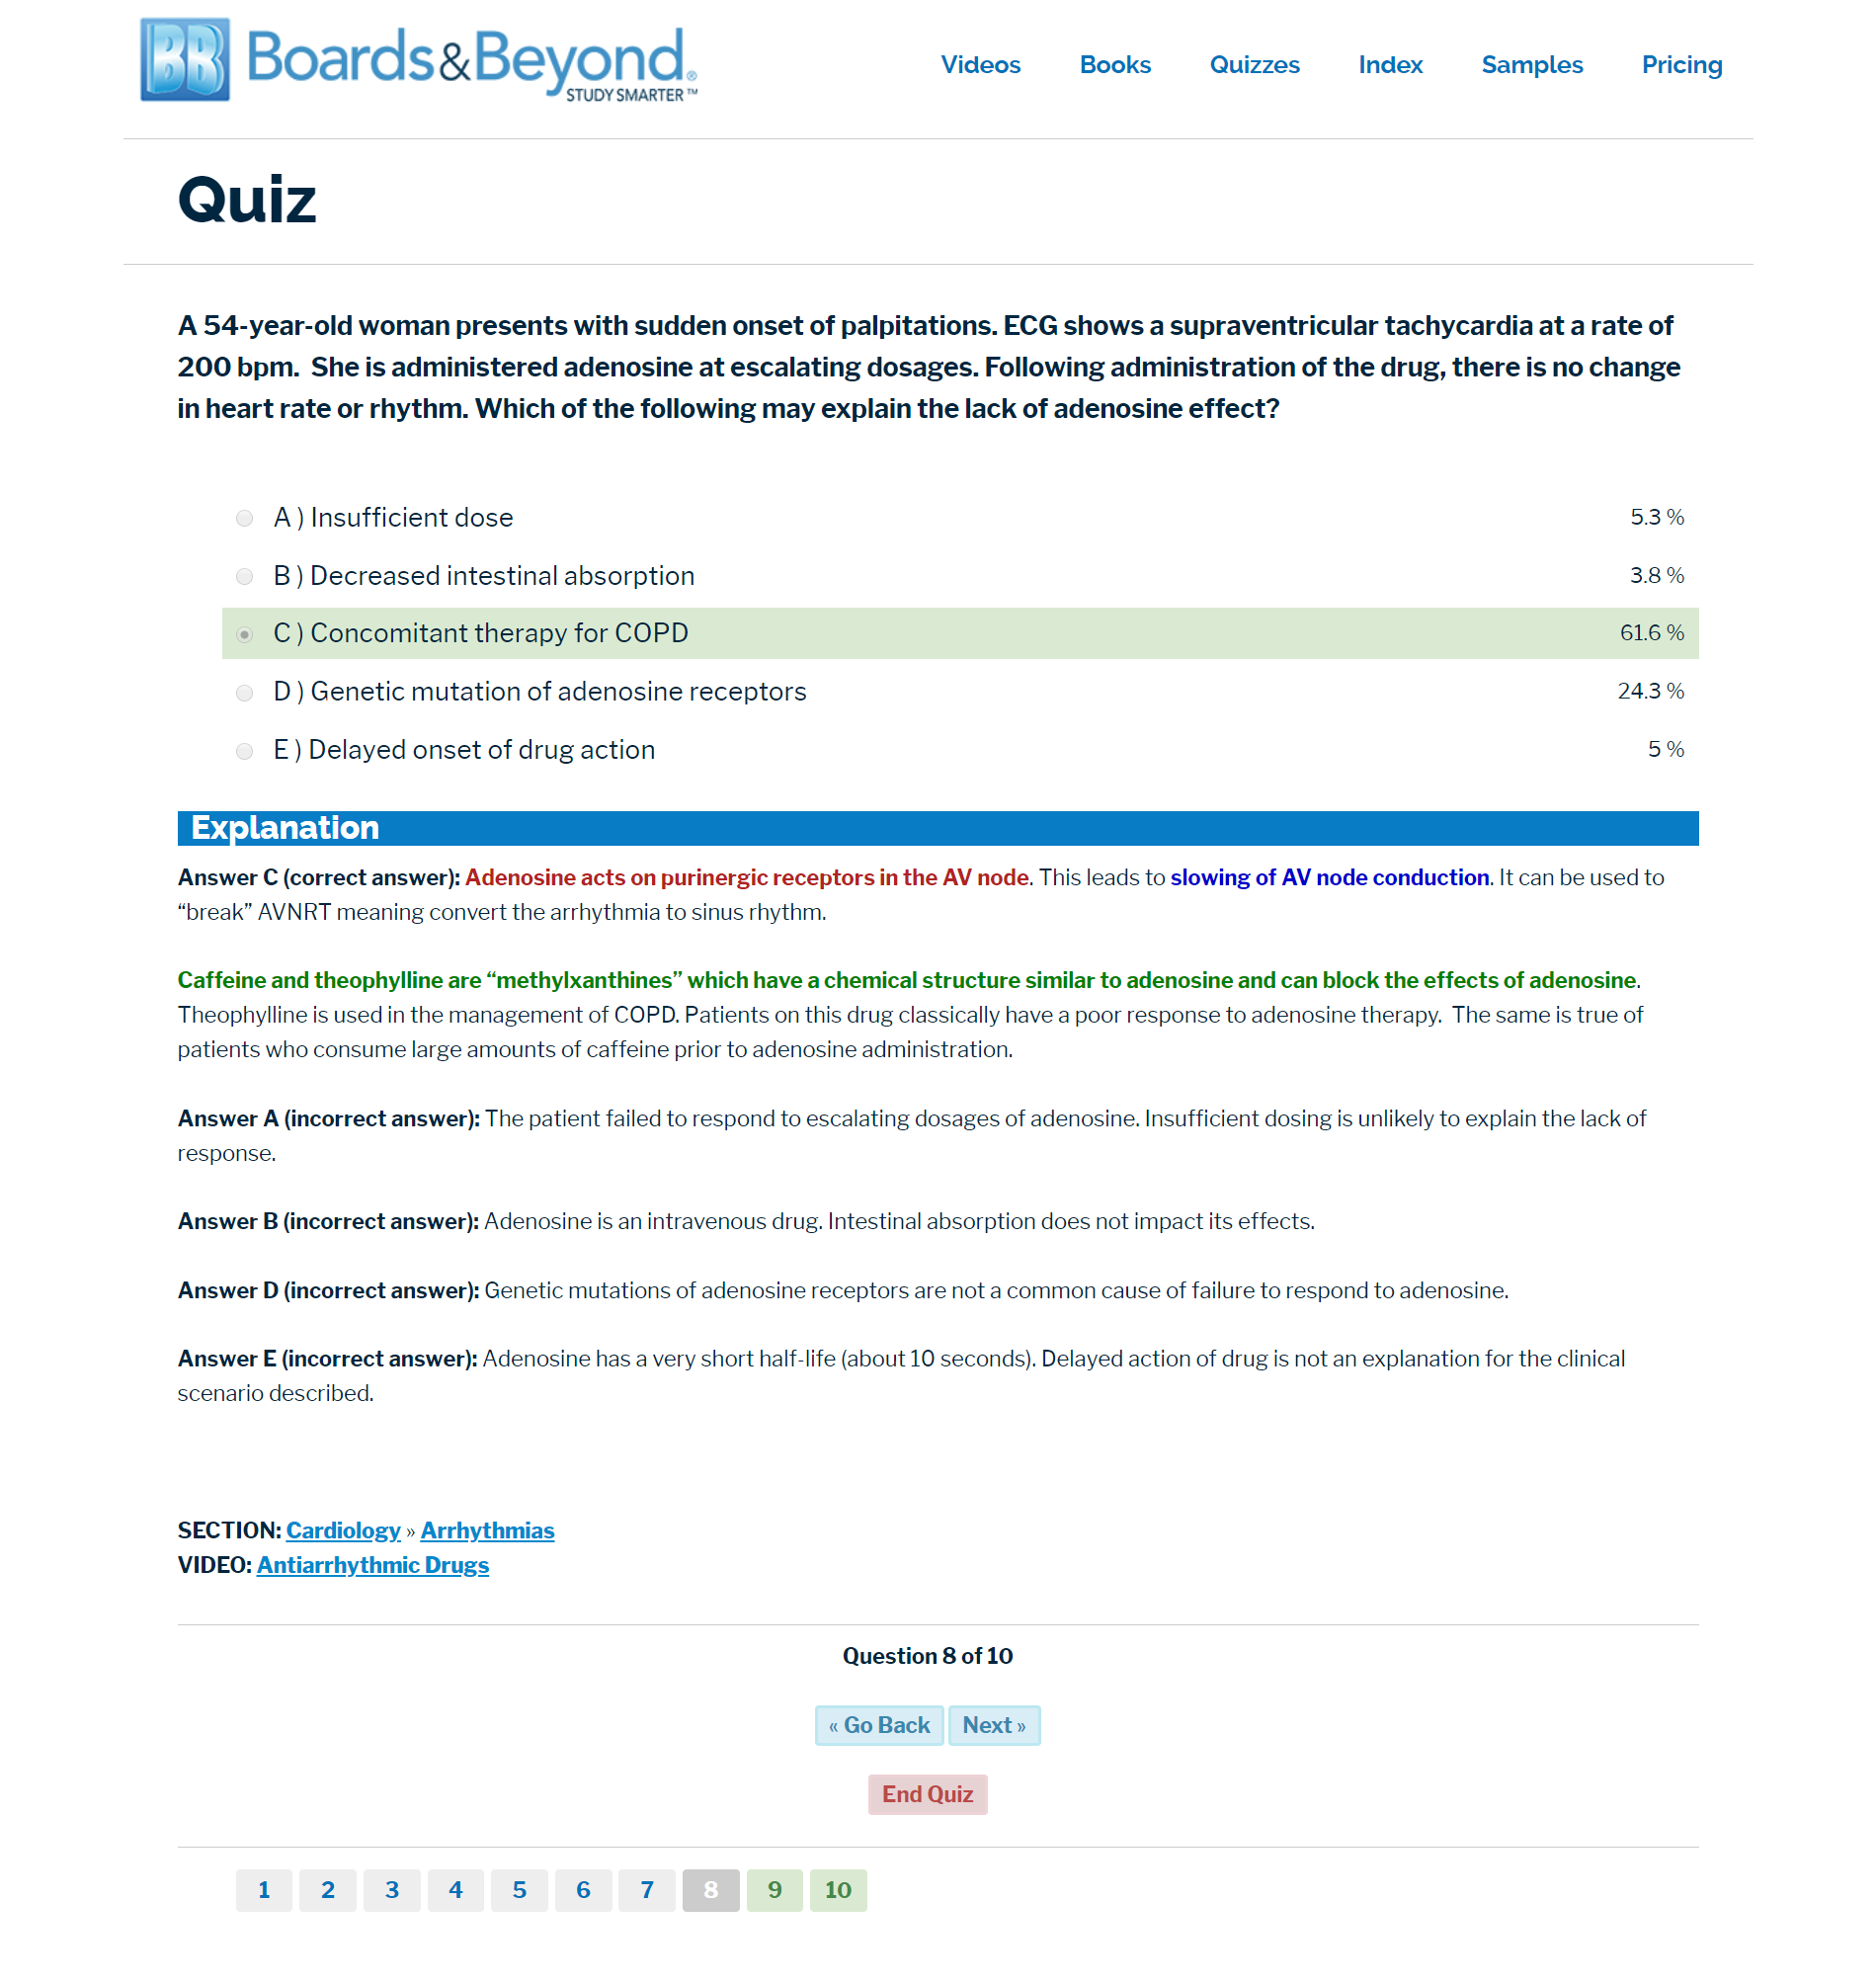 BB Boards&Beyond.®
STUDY SMARTER™
Videos Books Quizzes Index Samples Pricing
Quiz
A 54-year-old woman presents with sudden onset of palpitations. ECG shows a supraventricular tachycardia at a rate of
200 bpm.  She is administered adenosine at escalating dosages. Following administration of the drug, there is no change
in heart rate or rhythm. Which of the following may explain the lack of adenosine effect?
A ) Insufficient dose 5.3 %
B ) Decreased intestinal absorption 3.8 %
C ) Concomitant therapy for COPD 61.6 %
D ) Genetic mutation of adenosine receptors 24.3 %
E ) Delayed onset of drug action 5 %
Explanation
Answer C (correct answer): Adenosine acts on purinergic receptors in the AV node. This leads to slowing of AV node conduction. It can be used to
“break” AVNRT meaning convert the arrhythmia to sinus rhythm.
Caffeine and theophylline are “methylxanthines” which have a chemical structure similar to adenosine and can block the effects of adenosine.
Theophylline is used in the management of COPD. Patients on this drug classically have a poor response to adenosine therapy.  The same is true of
patients who consume large amounts of caffeine prior to adenosine administration.
Answer A (incorrect answer): The patient failed to respond to escalating dosages of adenosine. Insufficient dosing is unlikely to explain the lack of
response.
Answer B (incorrect answer): Adenosine is an intravenous drug. Intestinal absorption does not impact its effects.
Answer D (incorrect answer): Genetic mutations of adenosine receptors are not a common cause of failure to respond to adenosine.
Answer E (incorrect answer): Adenosine has a very short half-life (about 10 seconds). Delayed action of drug is not an explanation for the clinical
scenario described.
SECTION: Cardiology » Arrhythmias
VIDEO: Antiarrhythmic Drugs
Question 8 of 10
« Go Back Next »
End Quiz
1 2 3 4 5 6 7 8 9 10